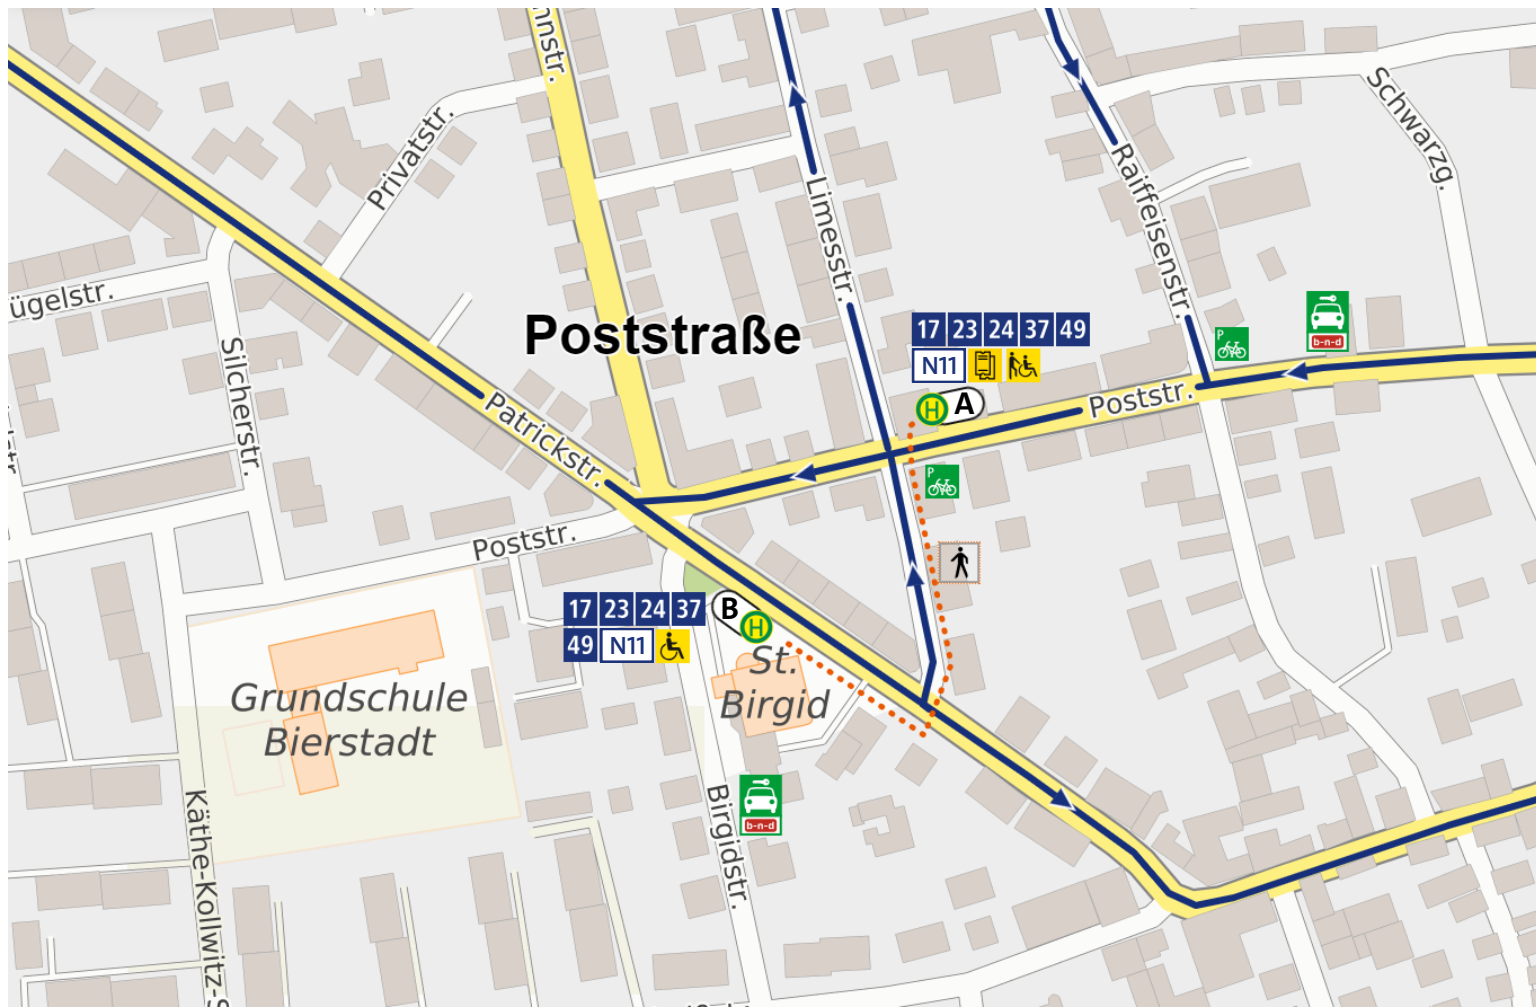 nnstr.
Schwarzg.
Privatstr.
Raiffeisenstr.
Limesstr.
ügelstr.
Poststraße
17 23 24 37 49
N11
b-n-d
P
Silcherstr.
H A
Poststr.
Patrickstr.
P
Poststr.
17 23 24 37
49 N11
B
H
St.
Birgid
Grundschule
Bierstadt
b-n-d
Birgidstr.
Käthe-Kollwitz-S